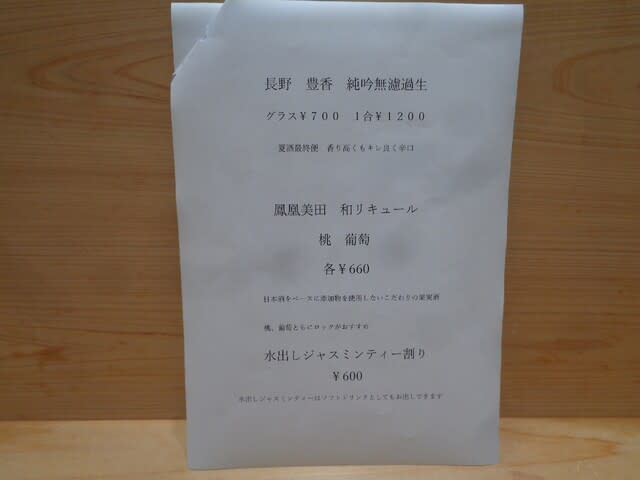 長野　豊香　純吟無濾過生
グラス￥７００　１合￥１２００
夏酒最終便　香り高くもキレ良く辛口
鳳凰美田　和リキュール
桃　葡萄
各￥660
日本酒をベースに添加物を使用しないこだわりの果実酒
桃、葡萄ともにロックがおすすめ
水出しジャスミンティー割り
￥600
水出しジャスミンティーはソフトドリンクとしてもお出しできます